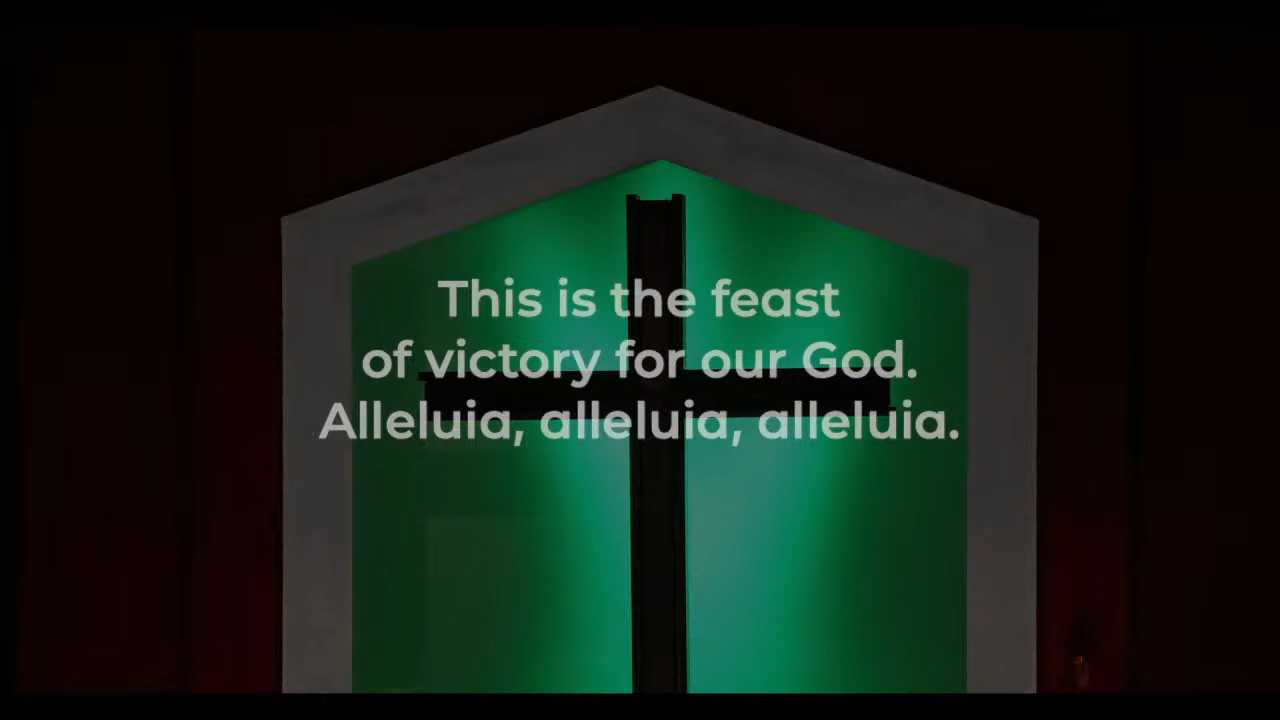 This is the feast
of victory for our God.
Alleluia, alleluia, alleluia.